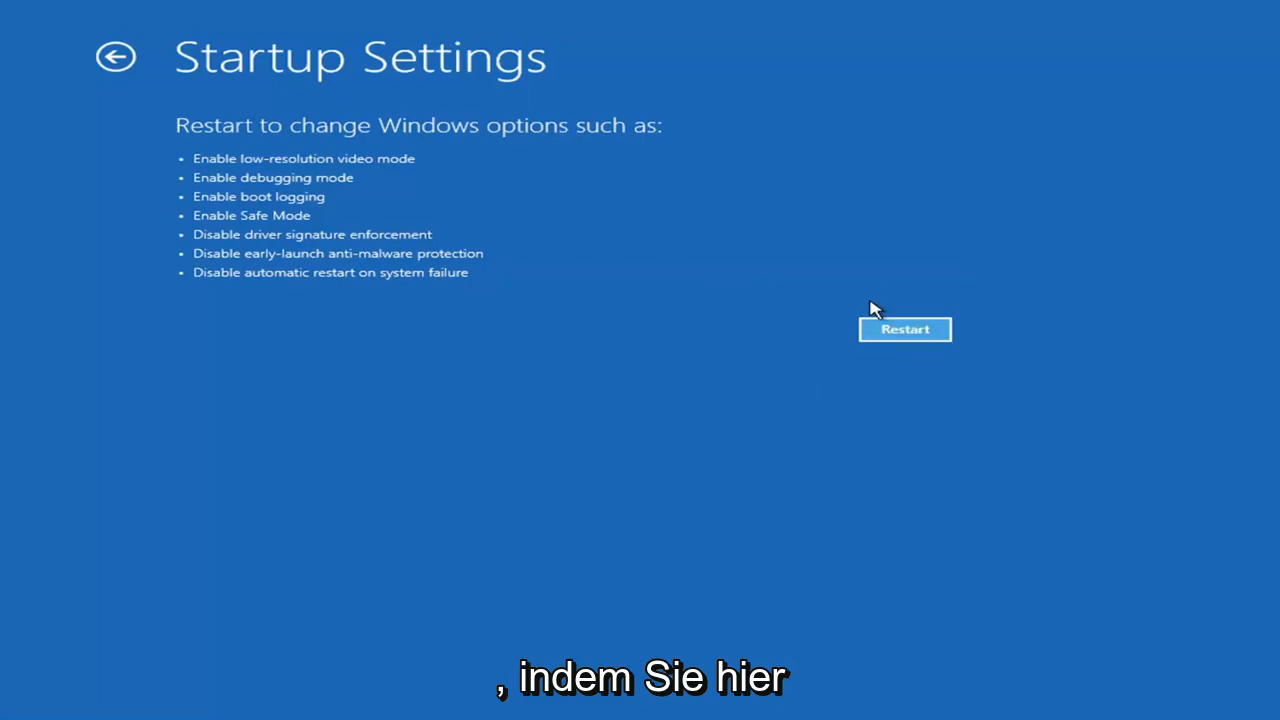 Startup Settings
Restart to change Windows options such as:
• Enable low-resolution video mode
• Enable debugging mode
• Enable boot logging
• Enable Safe Mode
• Disable driver signature enforcement
• Disable early-launch anti-malware protection
• Disable automatic restart on system failure
Restart
, indem Sie hier